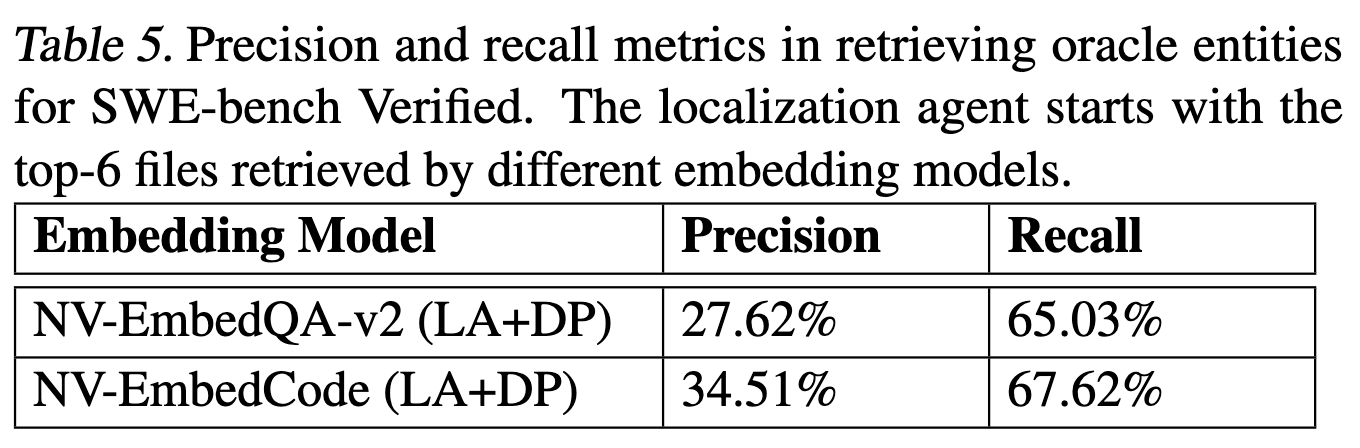 Table 5. Precision and recall metrics in retrieving oracle entities
for SWE-bench Verified. The localization agent starts with the
top-6 files retrieved by different embedding models.
Embedding Model Precision Recall
NV-EmbedQA-v2 (LA+DP) 27.62% 65.03%
NV-EmbedCode (LA+DP) 34.51% 67.62%